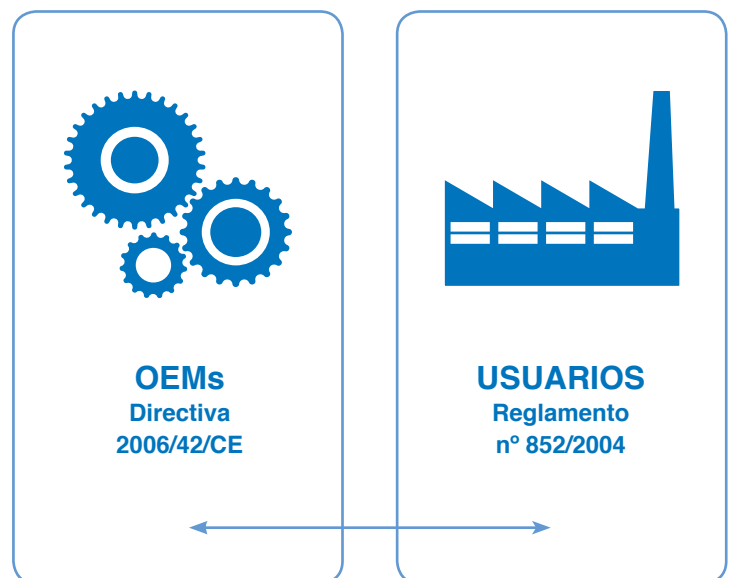 OEMs
Directiva
2006/42/CE
USUARIOS
Reglamento
nº 852/2004